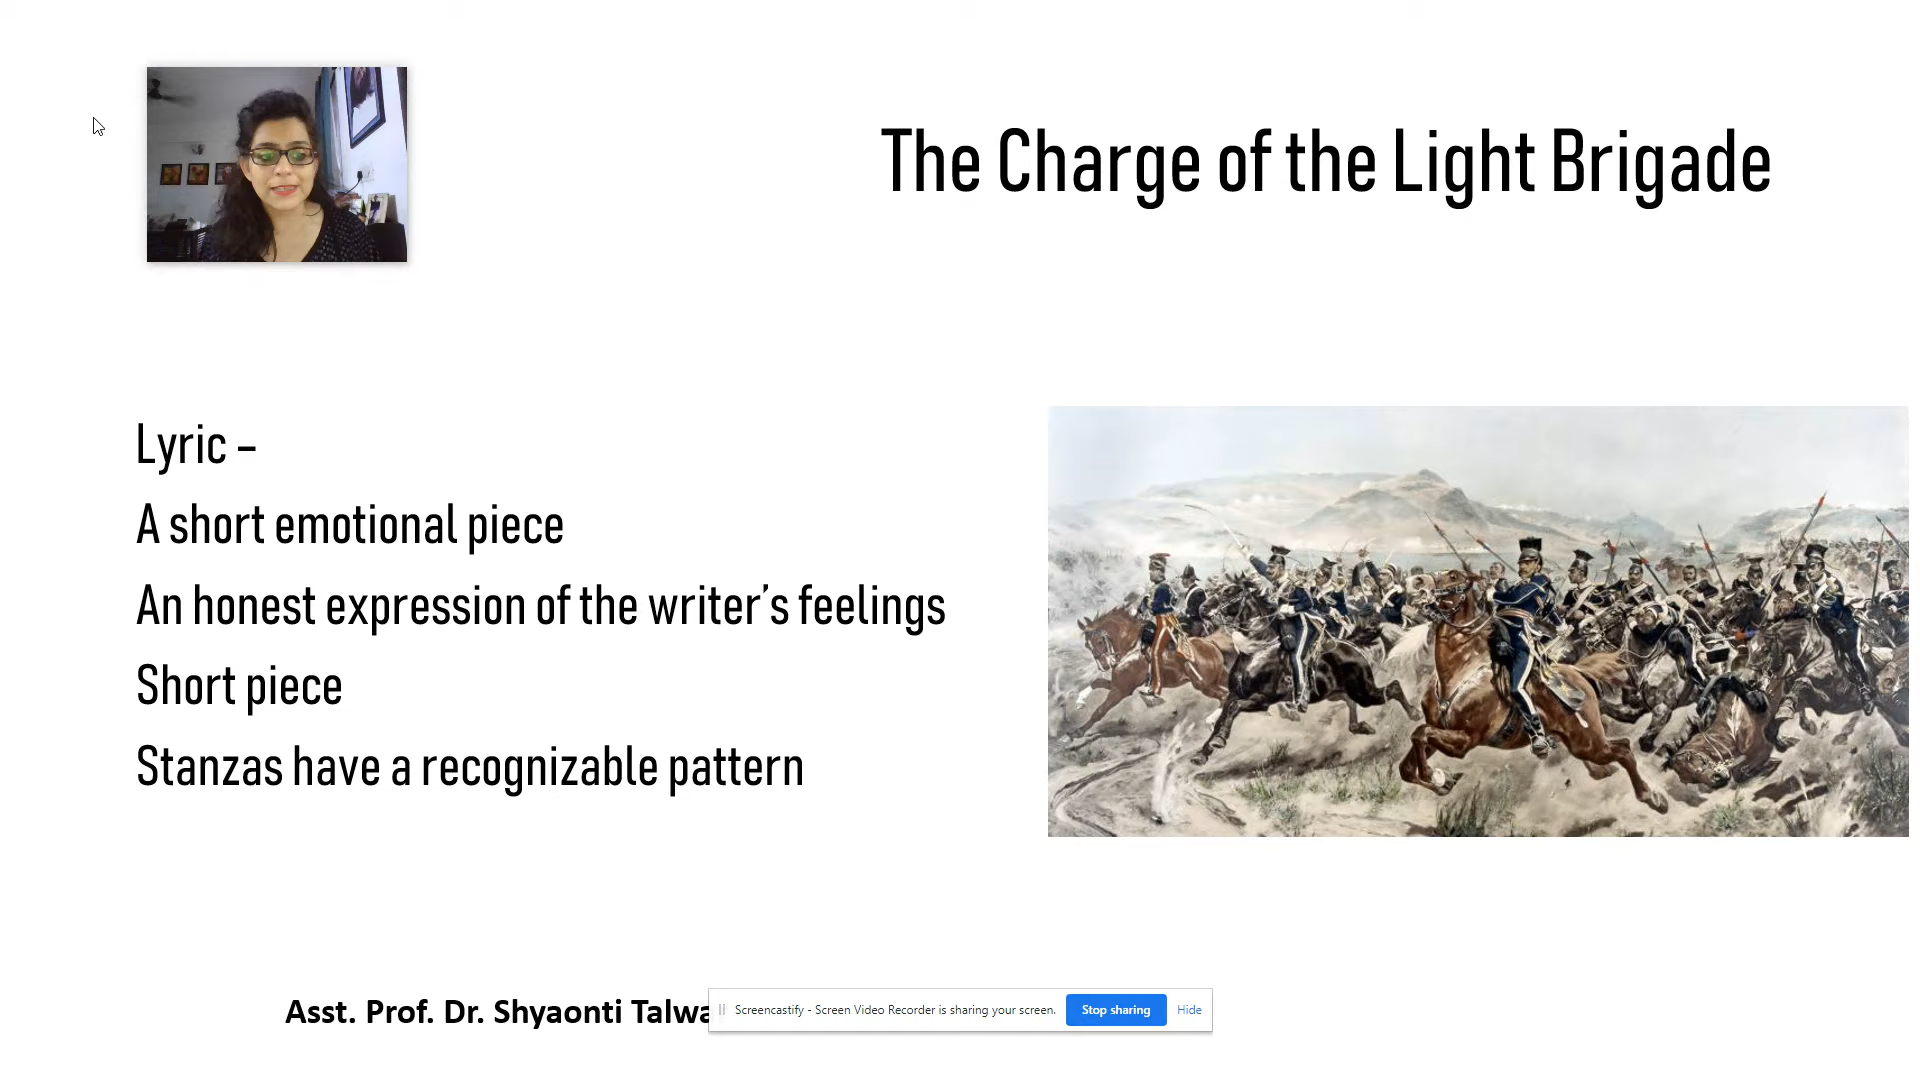 The Charge of the Light Brigade
Lyric –
A short emotional piece
An honest expression of the writer’s feelings
Short piece
Stanzas have a recognizable pattern
Asst. Prof. Dr. Shyaonti Talwa
Screencastify - Screen Video Recorder is sharing your screen. Stop sharing Hide